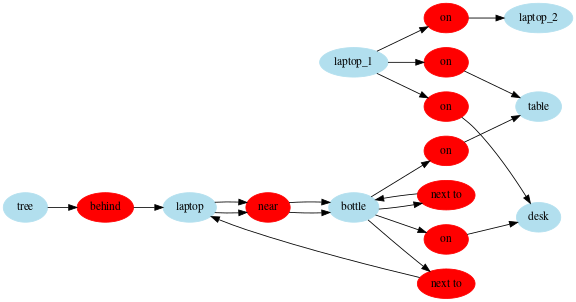 on
laptop_2
laptop_1
on
on
table
on
tree
behind
laptop
near
bottle
next to
desk
on
next to